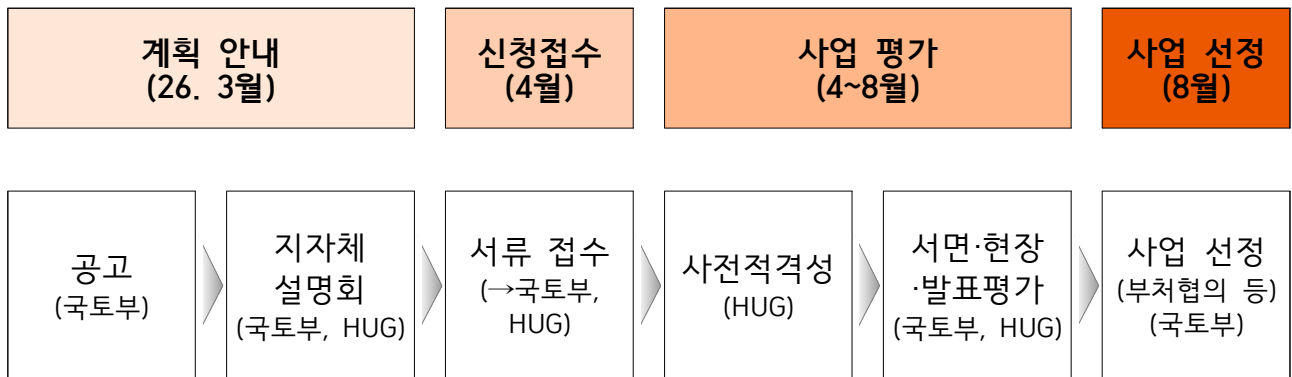 계획 안내
(26. 3월)
신청접수
(4월)
사업 평가
(4~8월)
사업 선정
(8월)
공고
(국토부)
지자체
설명회
(국토부, HUG)
서류 접수
(→국토부,
HUG)
사전적격성
(HUG)
서면·현장
·발표평가
(국토부, HUG)
사업 선정
(부처협의 등)
(국토부)